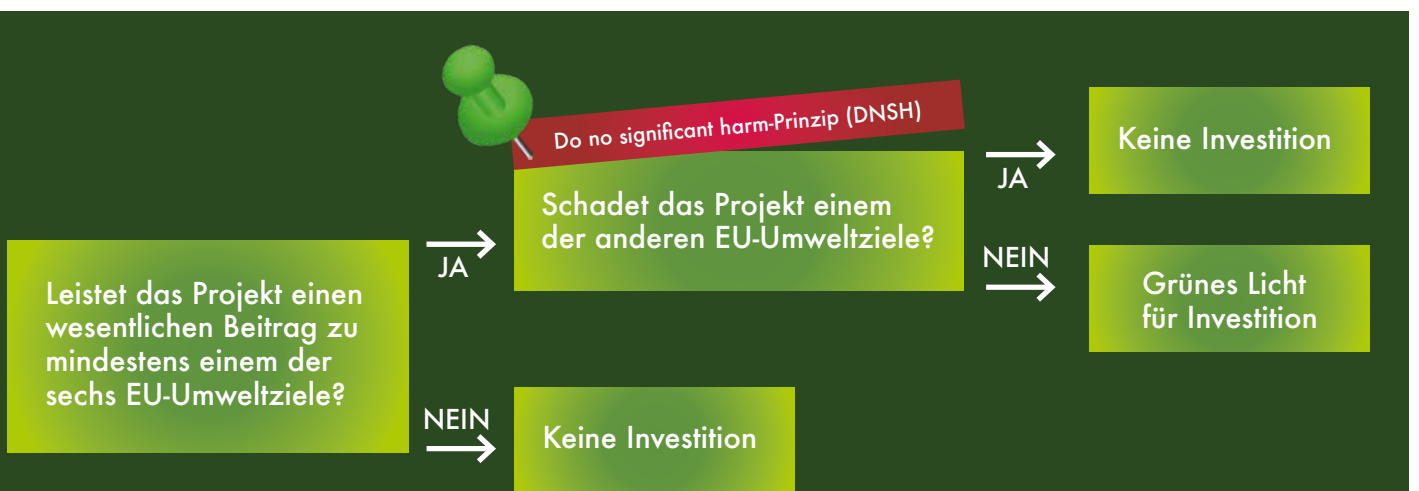 Do no significant harm-Prinzip (DNSH)
Leistet das Projekt einen
wesentlichen Beitrag zu
mindestens einem der
sechs EU-Umweltziele?
JA
Schadet das Projekt einem
der anderen EU-Umweltziele?
JA
Keine Investition
NEIN
Grünes Licht
für Investition
NEIN
Keine Investition